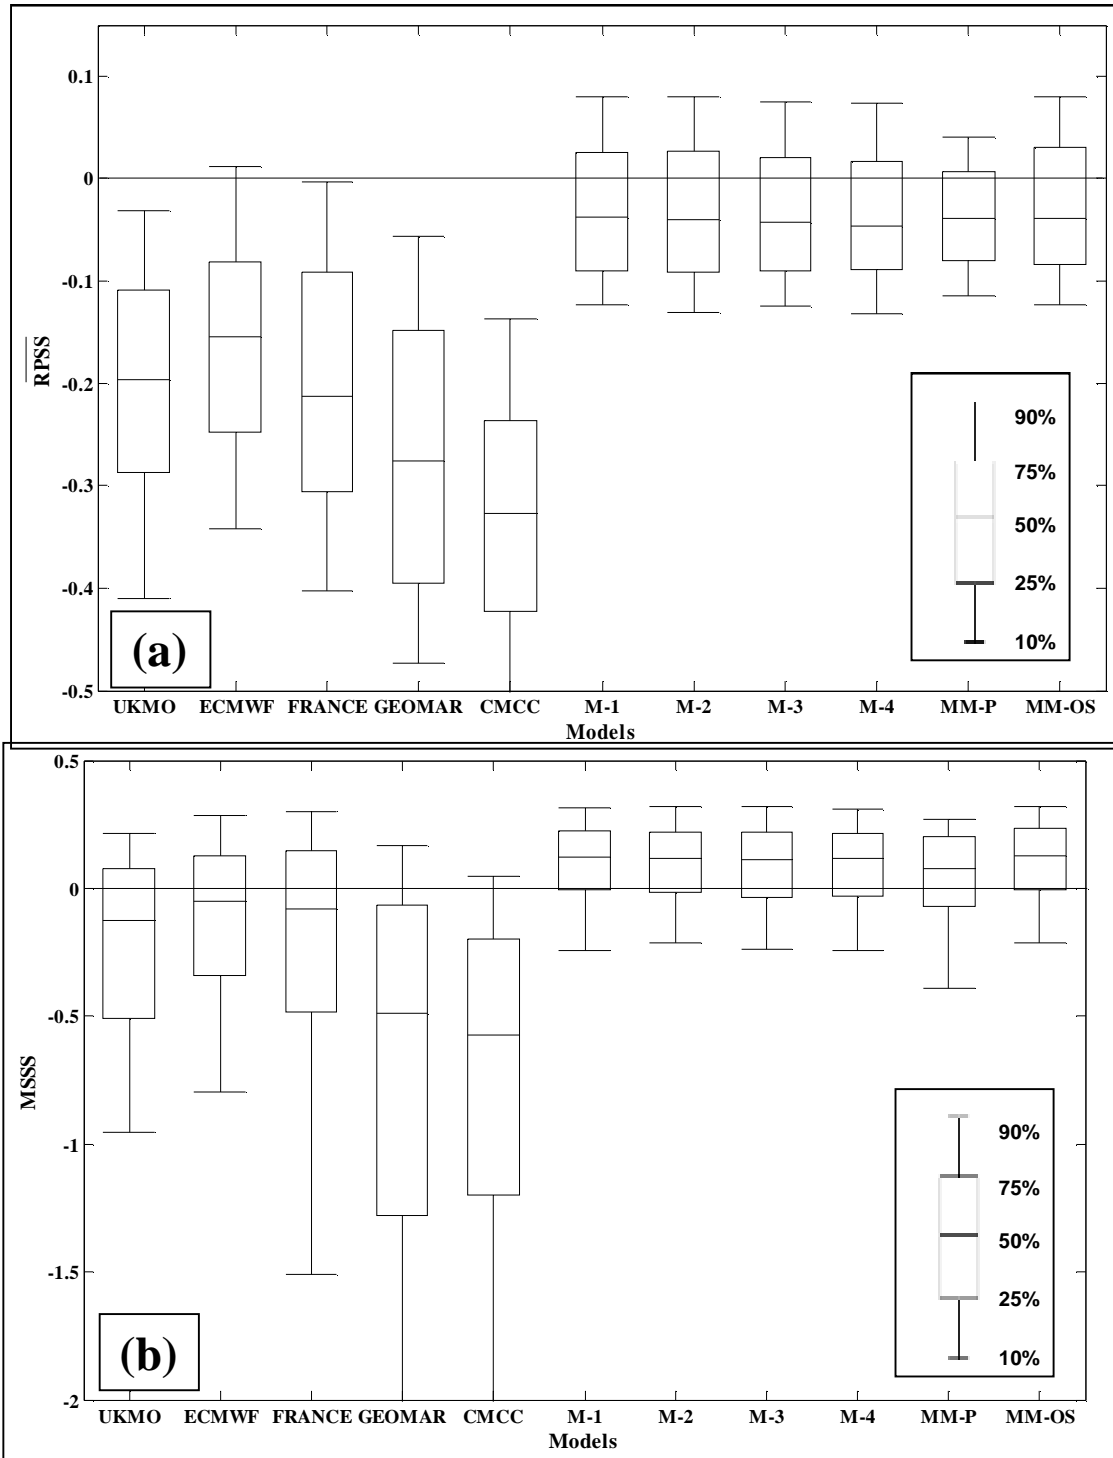 0.1
0
-0.1
-0.2
-0.3
-0.4
-0.5
RPSS
90%
75%
50%
25%
10%
(a)
UKMO ECMWF FRANCE GEOMAR CMCC M-1 M-2 M-3 M-4 MM-P MM-OS
Models
0.5
0
-0.5
-1
-1.5
-2
MSSS
90%
75%
50%
25%
10%
(b)
UKMO ECMWF FRANCE GEOMAR CMCC M-1 M-2 M-3 M-4 MM-P MM-OS
Models